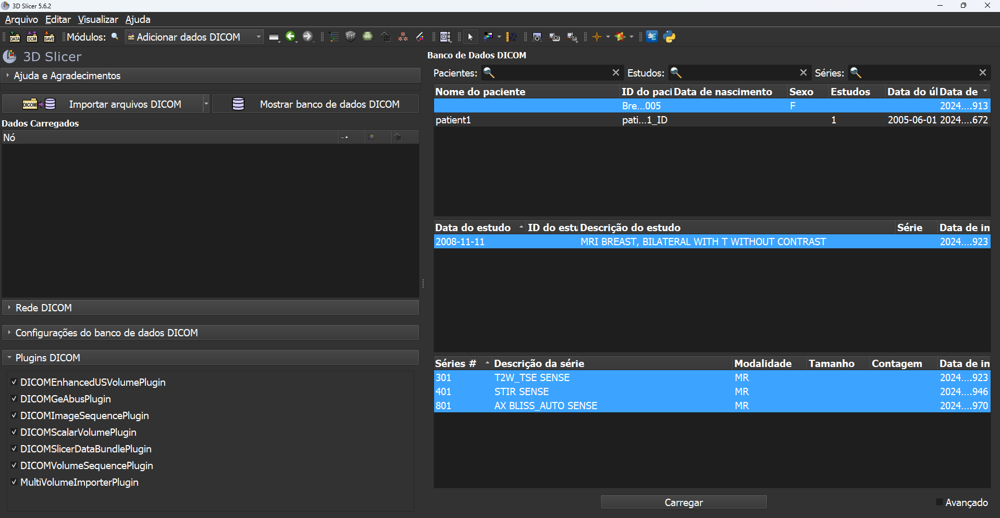 3D Slicer 5.6.2
Arquivo Editar Visualizar Ajuda
DATA DCM SAVE Módulos: Adicionar dados DICOM
3D Slicer
Ajuda e Agradecimentos
DICOM Importar arquivos DICOM Mostrar banco de dados DICOM
Dados Carregados
Nó
Rede DICOM
Configurações do banco de dados DICOM
Plugins DICOM
DICOMEnhancedUSVolumePlugin
DICOMGeAbusPlugin
DICOMImageSequencePlugin
DICOMScalarVolumePlugin
DICOMSlicerDataBundlePlugin
DICOMVolumeSequencePlugin
MultiVolumeImporterPlugin
Banco de Dados DICOM
Pacientes: Estudos: Séries:
Nome do paciente ID do paci Data de nascimento Sexo Estudos Data do úl Data de
Bre...005 F 2024....913
patient1 pati...1_ID 1 2005-06-01 2024....672
Data do estudo ID do estu Descrição do estudo Série Data de in
2008-11-11 MRI BREAST, BILATERAL WITH T WITHOUT CONTRAST 2024....923
Séries # Descrição da série Modalidade Tamanho Contagem Data de in
301 T2W_TSE SENSE MR 2024....923
401 STIR SENSE MR 2024....946
801 AX BLISS_AUTO SENSE MR 2024....970
Carregar Avançado